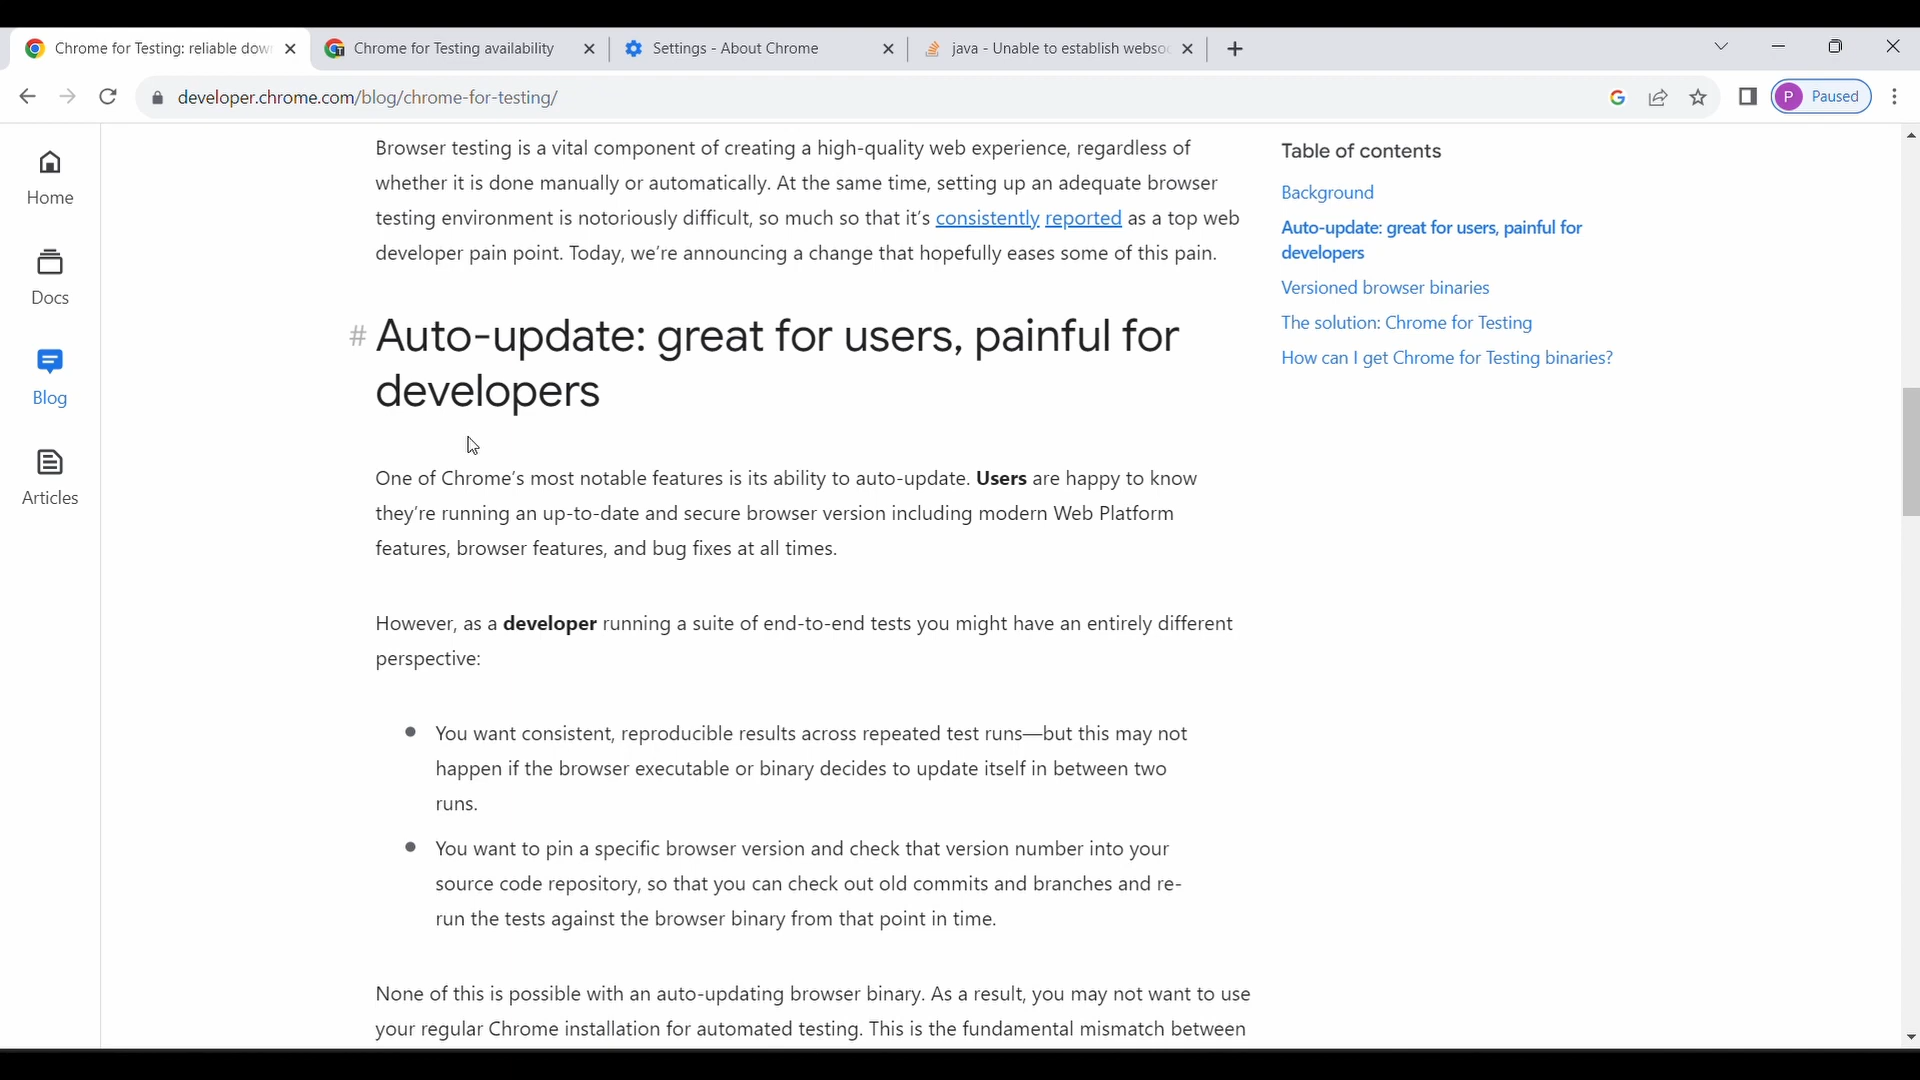 Chrome for Testing: reliable dow
Chrome for Testing availability
Settings - About Chrome
java - Unable to establish websoc
developer.chrome.com/blog/chrome-for-testing/
P Paused
Home
Docs
Blog
Articles
Browser testing is a vital component of creating a high-quality web experience, regardless of
whether it is done manually or automatically. At the same time, setting up an adequate browser
testing environment is notoriously difficult, so much so that it's consistently reported as a top web
developer pain point. Today, we're announcing a change that hopefully eases some of this pain.
# Auto-update: great for users, painful for
developers
One of Chrome's most notable features is its ability to auto-update. Users are happy to know
they're running an up-to-date and secure browser version including modern Web Platform
features, browser features, and bug fixes at all times.
However, as a developer running a suite of end-to-end tests you might have an entirely different
perspective:
You want consistent, reproducible results across repeated test runs—but this may not
happen if the browser executable or binary decides to update itself in between two
runs.
You want to pin a specific browser version and check that version number into your
source code repository, so that you can check out old commits and branches and re-
run the tests against the browser binary from that point in time.
None of this is possible with an auto-updating browser binary. As a result, you may not want to use
your regular Chrome installation for automated testing. This is the fundamental mismatch between
Table of contents
Background
Auto-update: great for users, painful for
developers
Versioned browser binaries
The solution: Chrome for Testing
How can I get Chrome for Testing binaries?